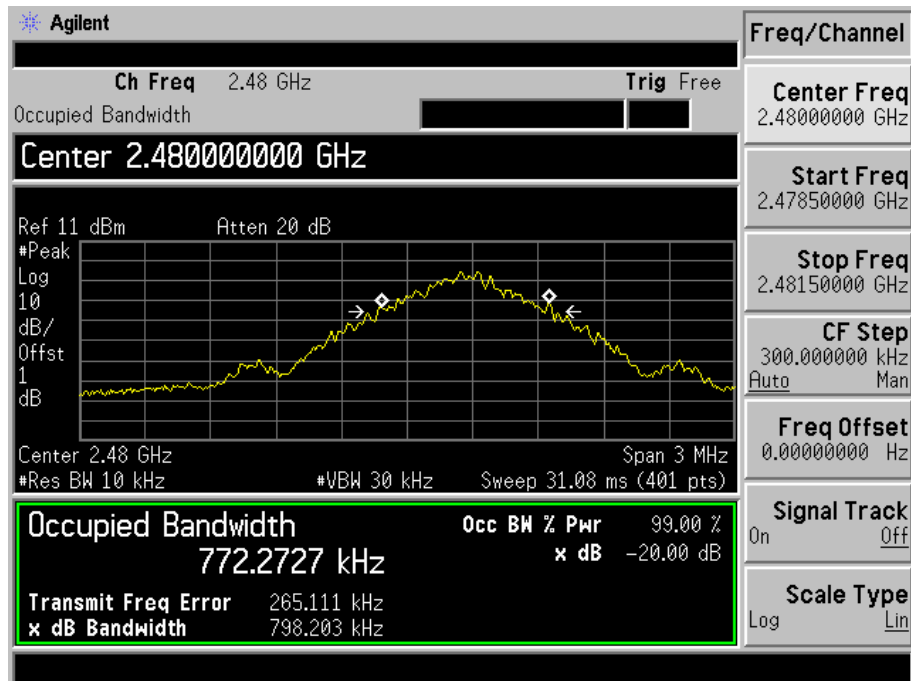 Agilent
Freq/Channel
Ch Freq 2.48 GHz Trig Free
Occupied Bandwidth
Center 2.480000000 GHz
Ref 11 dBm Atten 20 dB
#Peak
Log
10
dB/
Offst
1
dB
Center 2.48 GHz Span 3 MHz
#Res BW 10 kHz #VBW 30 kHz Sweep 31.08 ms (401 pts)
Occupied Bandwidth Occ BW % Pwr 99.00 %
772.2727 kHz x dB -20.00 dB
Transmit Freq Error 265.111 kHz
x dB Bandwidth 798.203 kHz
Center Freq
2.48000000 GHz
Start Freq
2.47850000 GHz
Stop Freq
2.48150000 GHz
CF Step
300.000000 kHz
Auto Man
Freq Offset
0.00000000 Hz
Signal Track
On Off
Scale Type
Log Lin